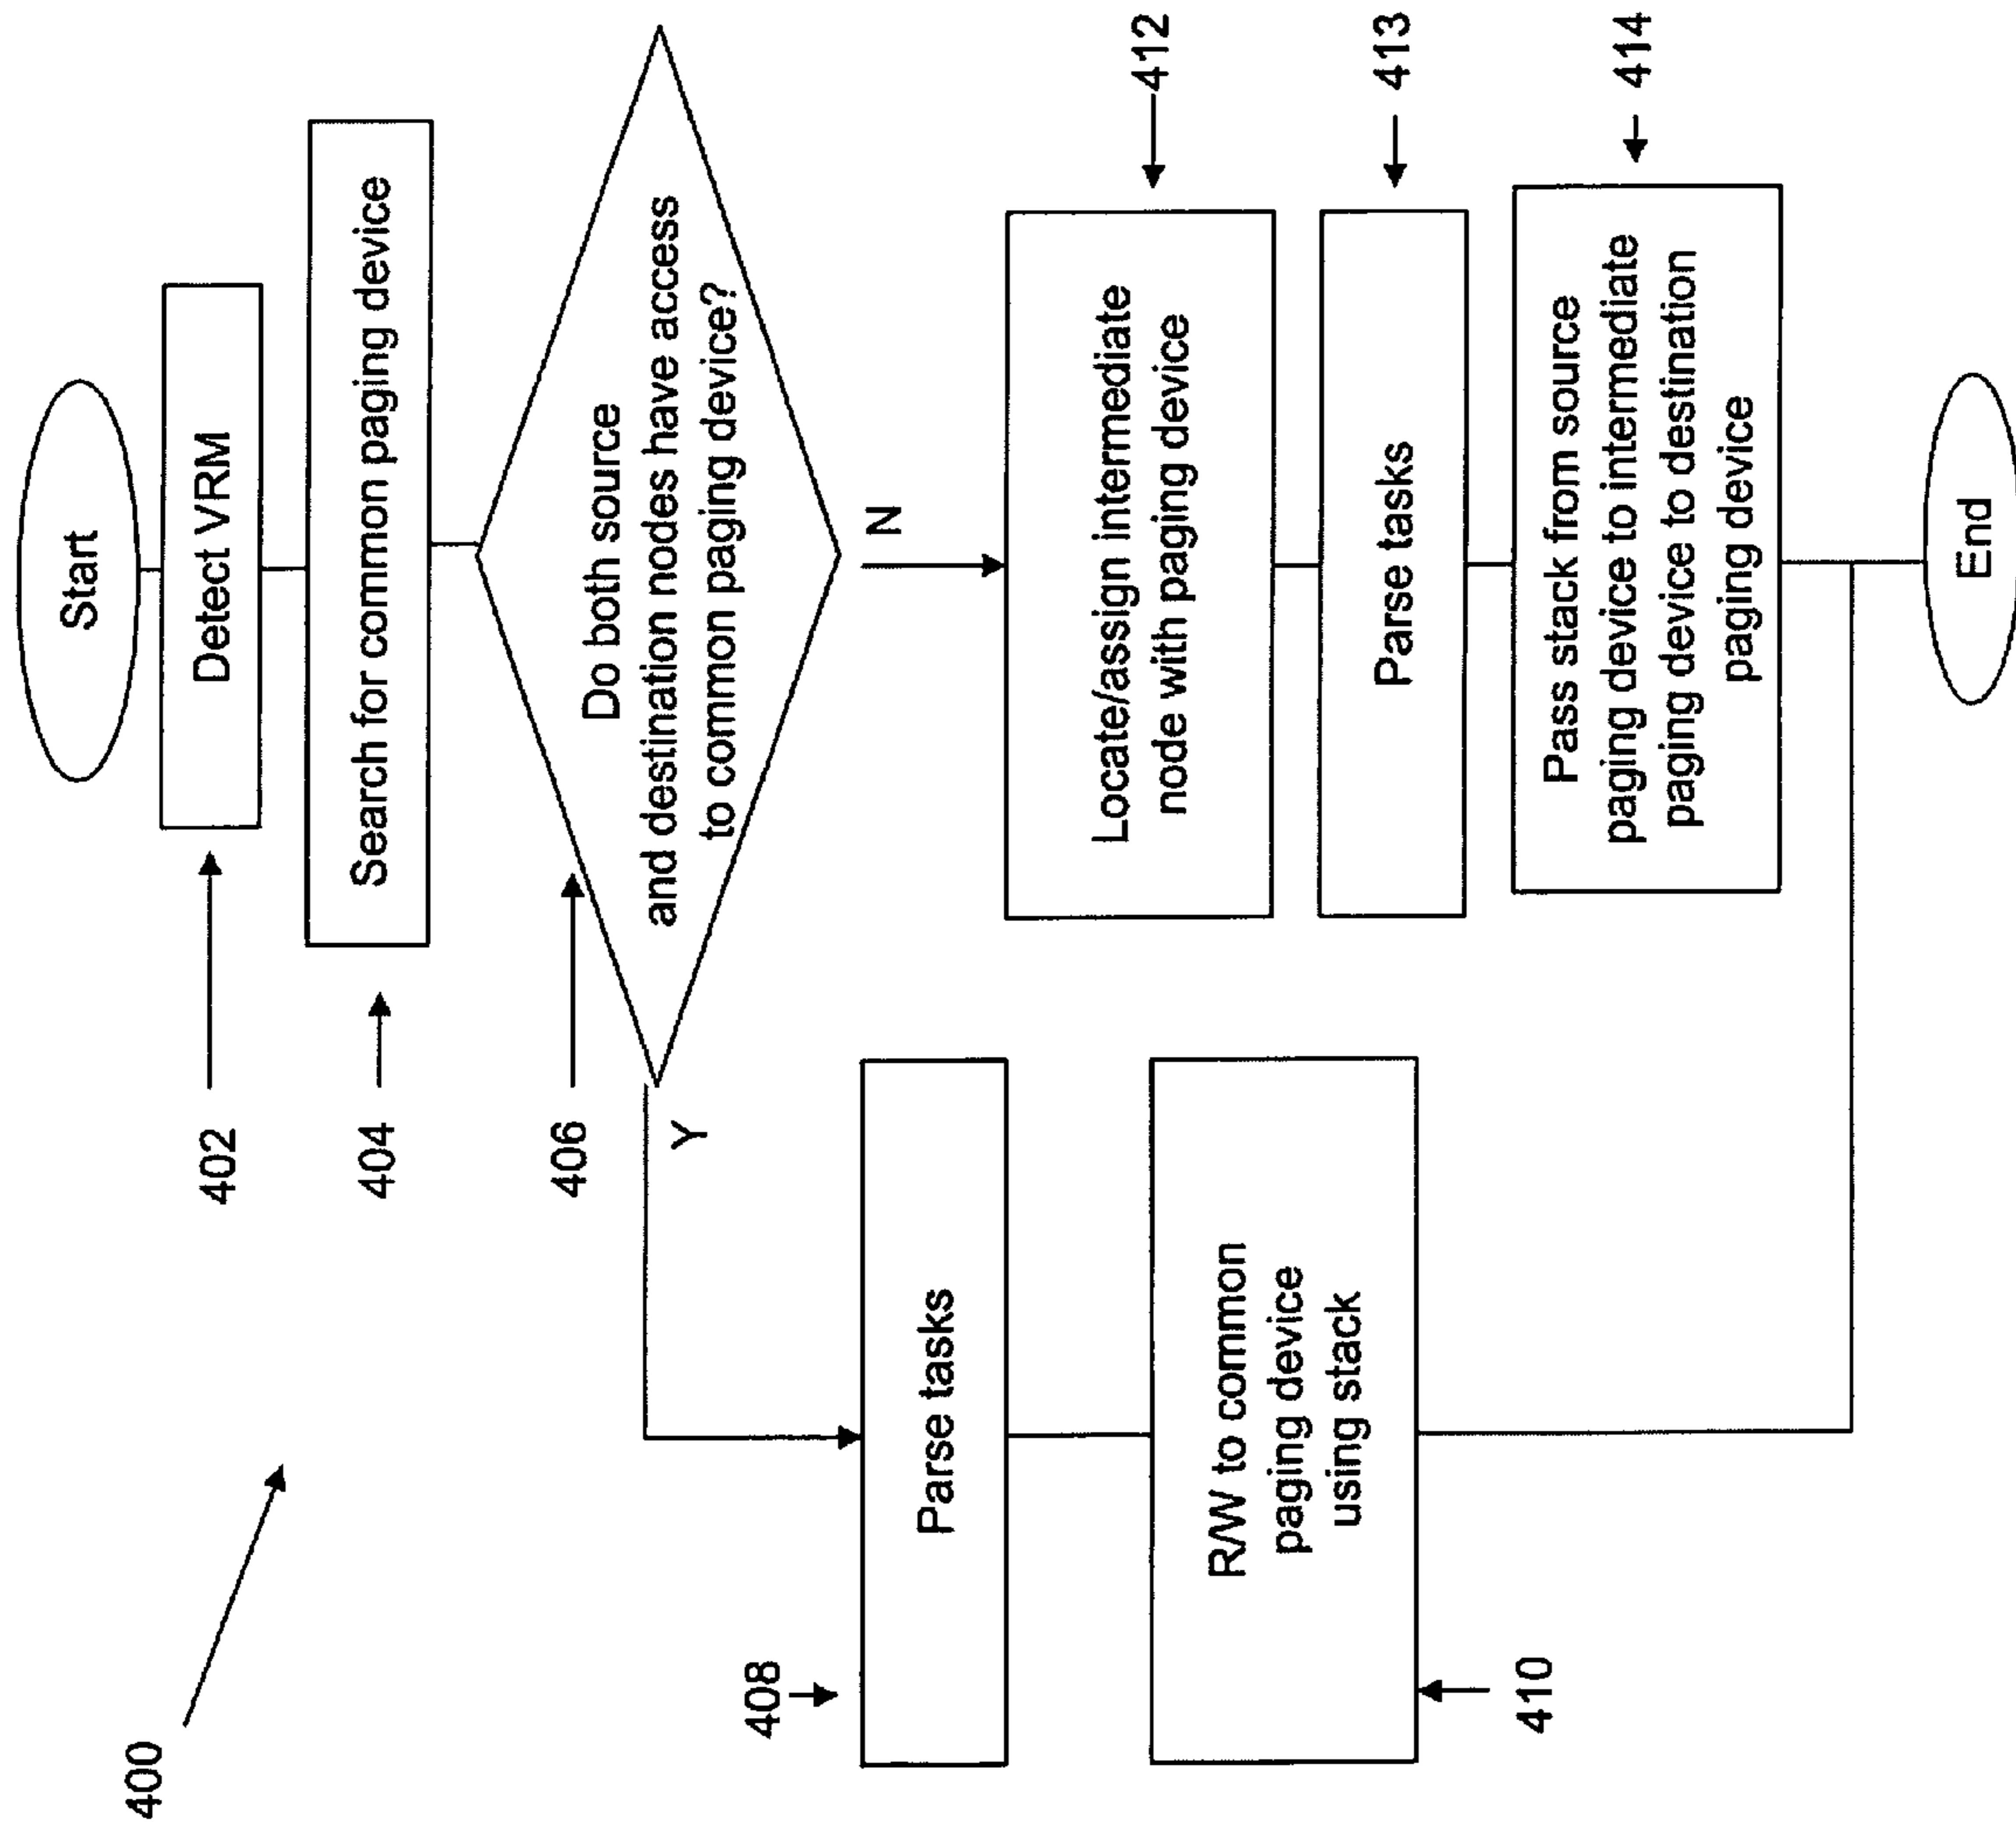 400
Start
402
Detect VRM
404
Search for common paging device
406
Do both source
and destination nodes have access
to common paging device?
Y
N
408
Parse tasks
R/W to common
paging device
using stack
410
Locate/assign intermediate
node with paging device
412
Parse tasks
413
Pass stack from source
paging device to intermediate
paging device to destination
paging device
414
End